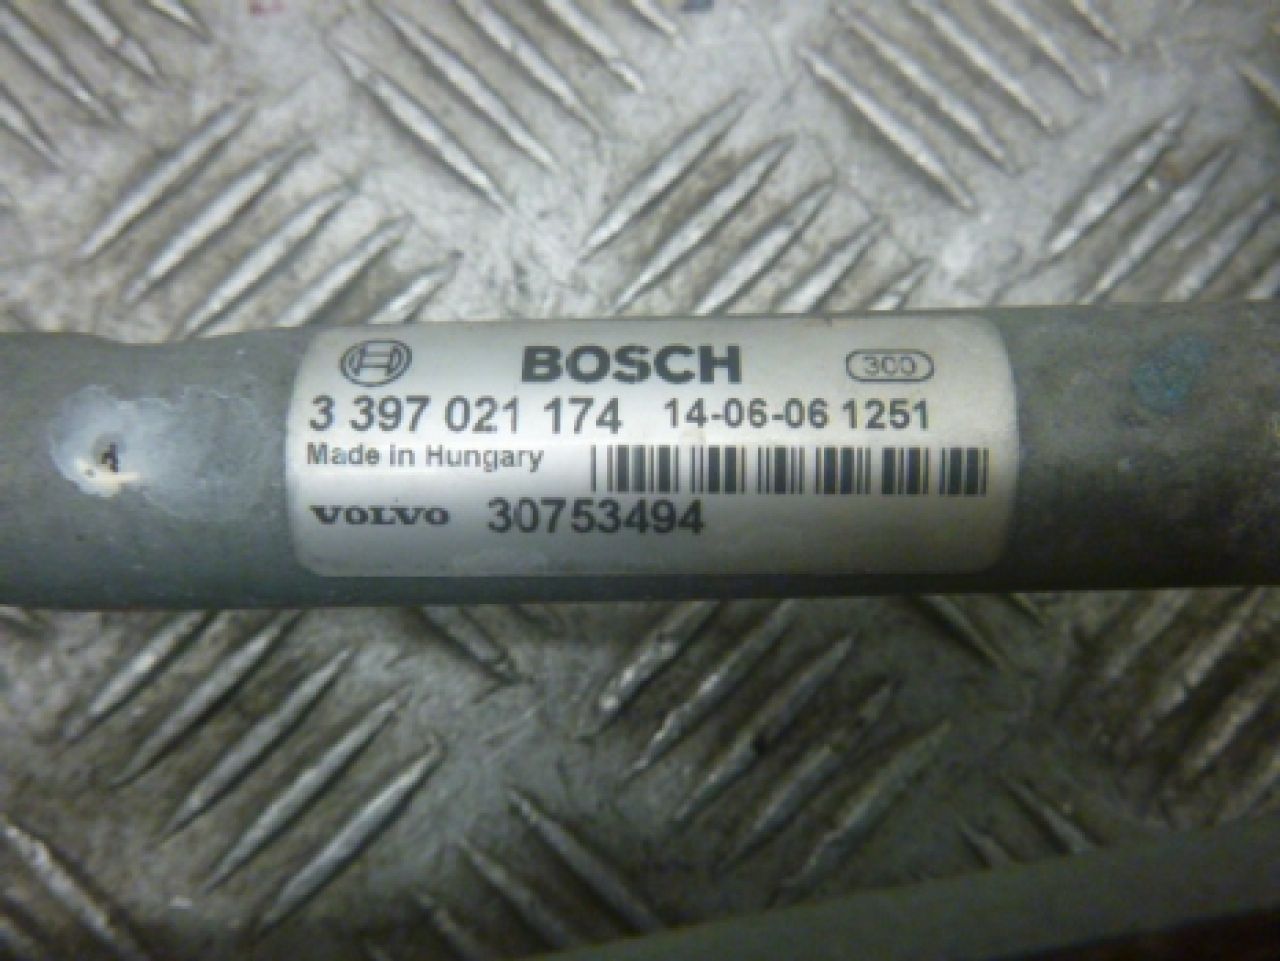 BOSCH 300
3 397 021 174 14-06-06 1251
Made in Hungary
VOLVO 30753494